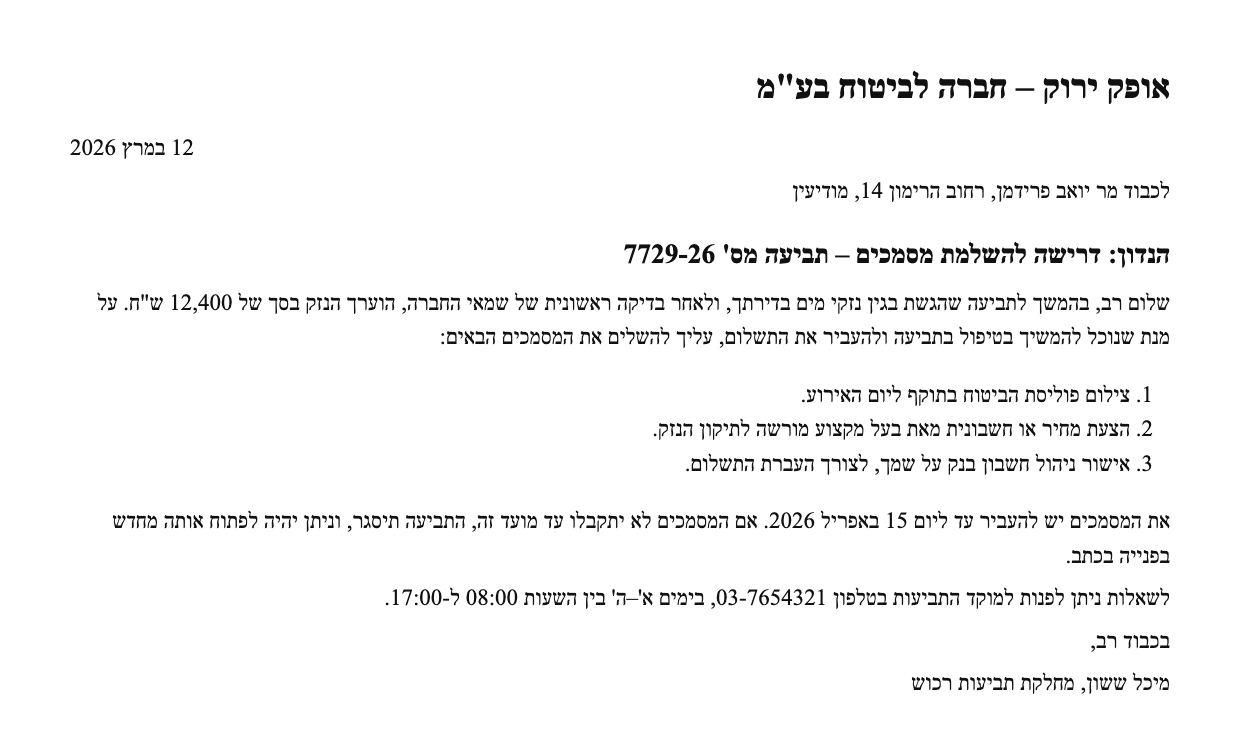 אופק ירוק – חברה לביטוח בע"מ
12 במרץ 2026
לכבוד מר יואב פרידמן, רחוב הרימון 14, מודיעין
הנדון: דרישה להשלמת מסמכים – תביעה מס' 7729-26
שלום רב, בהמשך לתביעה שהגשת בגין נזקי מים בדירתך, ולאחר בדיקה ראשונית של שמאי החברה, הוערך הנזק בסך של 12,400 ש"ח. על
מנת שנוכל להמשיך בטיפול בתביעה ולהעביר את התשלום, עליך להשלים את המסמכים הבאים:
1. צילום פוליסת הביטוח בתוקף ליום האירוע.
2. הצעת מחיר או חשבונית מאת בעל מקצוע מורשה לתיקון הנזק.
3. אישור ניהול חשבון בנק על שמך, לצורך העברת התשלום.
את המסמכים יש להעביר עד ליום 15 באפריל 2026. אם המסמכים לא יתקבלו עד מועד זה, התביעה תיסגר, וניתן יהיה לפתוח אותה מחדש
בפנייה בכתב.
לשאלות ניתן לפנות למוקד התביעות בטלפון 03-7654321, בימים א'–ה' בין השעות 08:00 ל-17:00.
בכבוד רב,
מיכל ששון, מחלקת תביעות רכוש